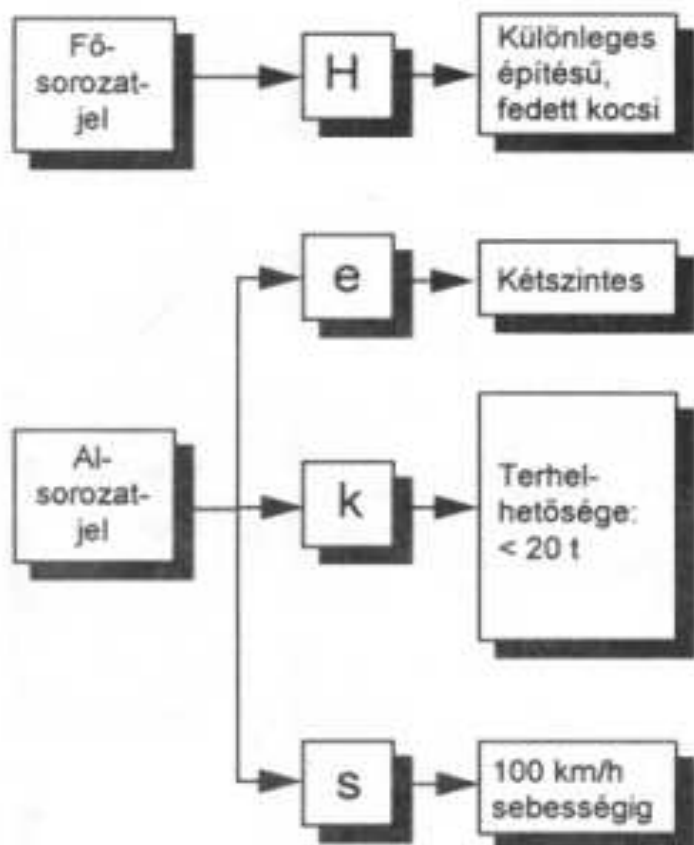 Fő-
sorozat-
jel
H
Különleges
építésű,
fedett kocsi
e
Kétszintes
Al-
sorozat-
jel
k
Terhel-
hetősége:
< 20 t
s
100 km/h
sebességig